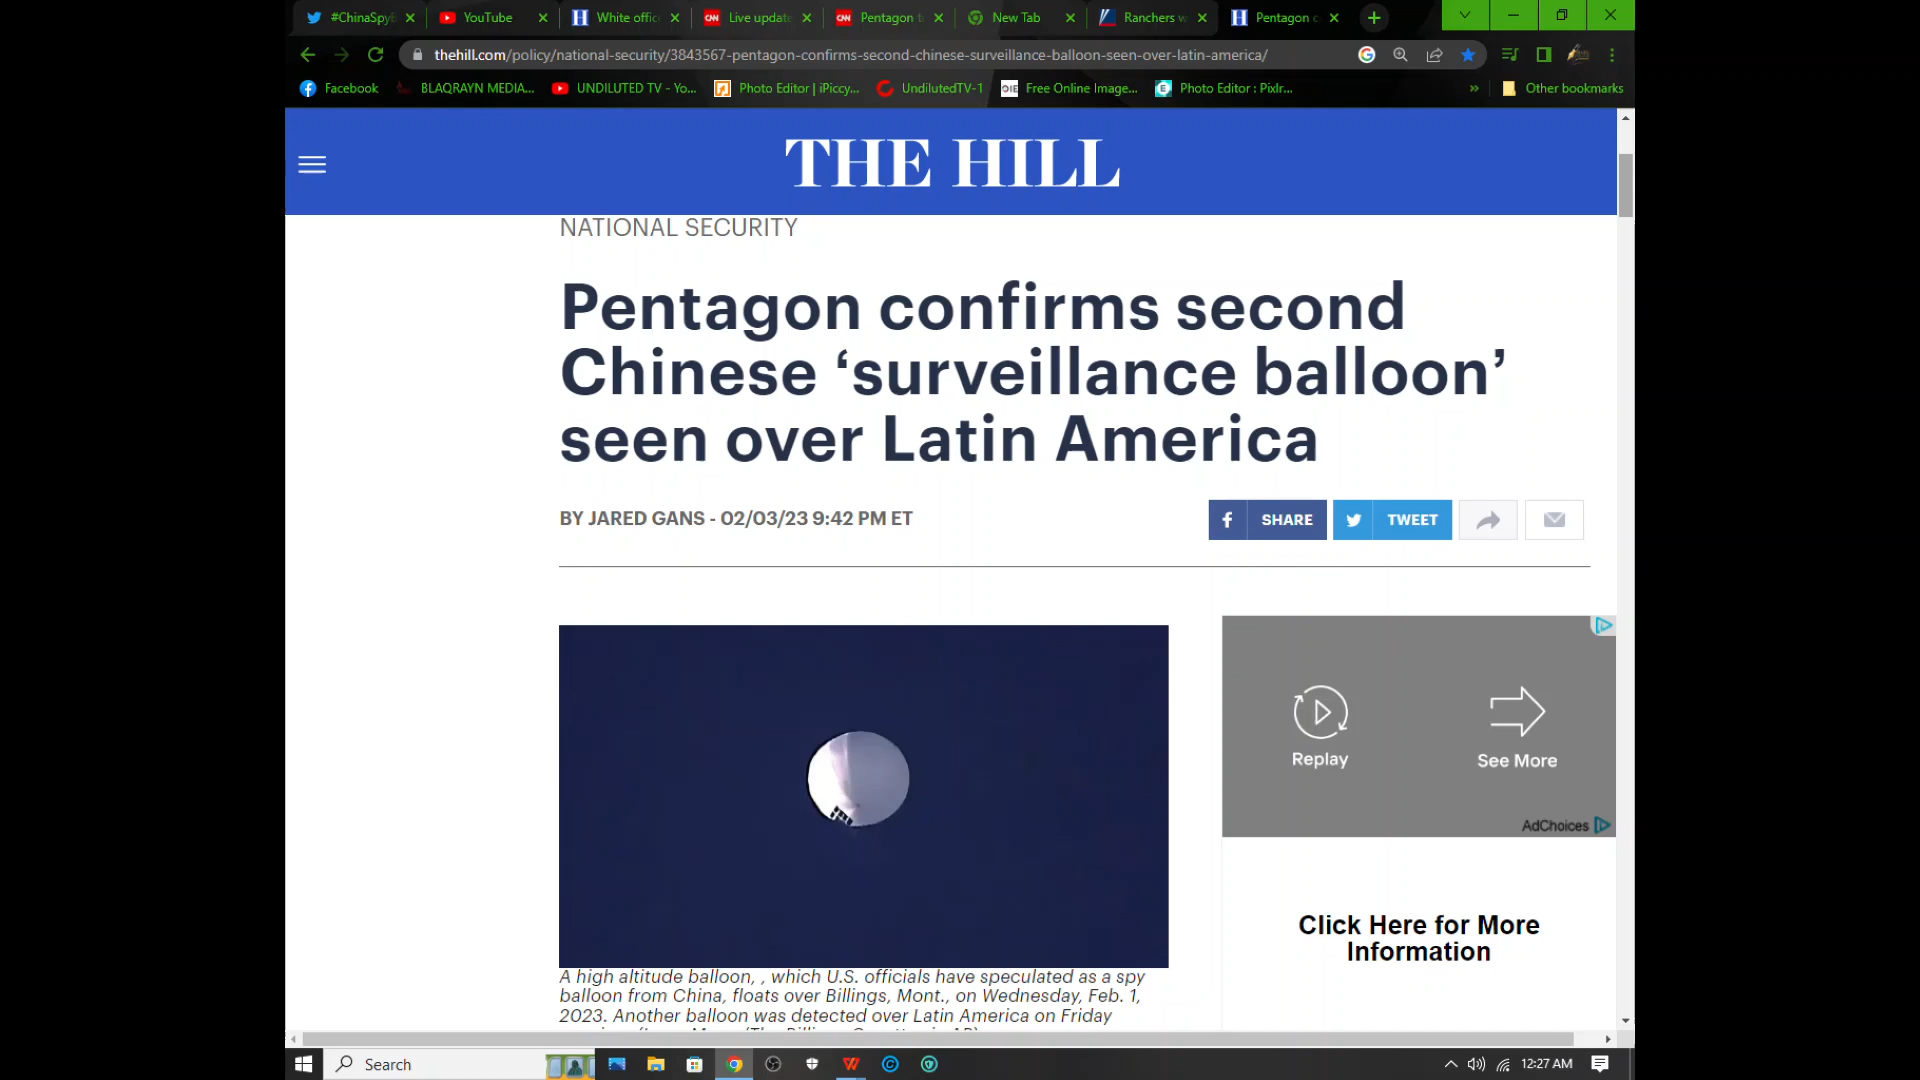 #ChinaSpyB
YouTube
White offic
Live update
Pentagon t
New Tab
Ranchers w
Pentagon c
thehill.com/policy/national-security/3843567-pentagon-confirms-second-chinese-surveillance-balloon-seen-over-latin-america/
Facebook
BLAQRAYN MEDIA...
UNDILUTED TV - Yo...
Photo Editor | iPiccy...
UndilutedTV-1
Free Online Image...
Photo Editor : Pixlr...
»
Other bookmarks
THE HILL
NATIONAL SECURITY
Pentagon confirms second
Chinese ‘surveillance balloon’
seen over Latin America
BY JARED GANS - 02/03/23 9:42 PM ET
SHARE
TWEET
Replay
See More
AdChoices
Click Here for More
Information
A high altitude balloon, , which U.S. officials have speculated as a spy
balloon from China, floats over Billings, Mont., on Wednesday, Feb. 1,
2023. Another balloon was detected over Latin America on Friday
Search
12:27 AM